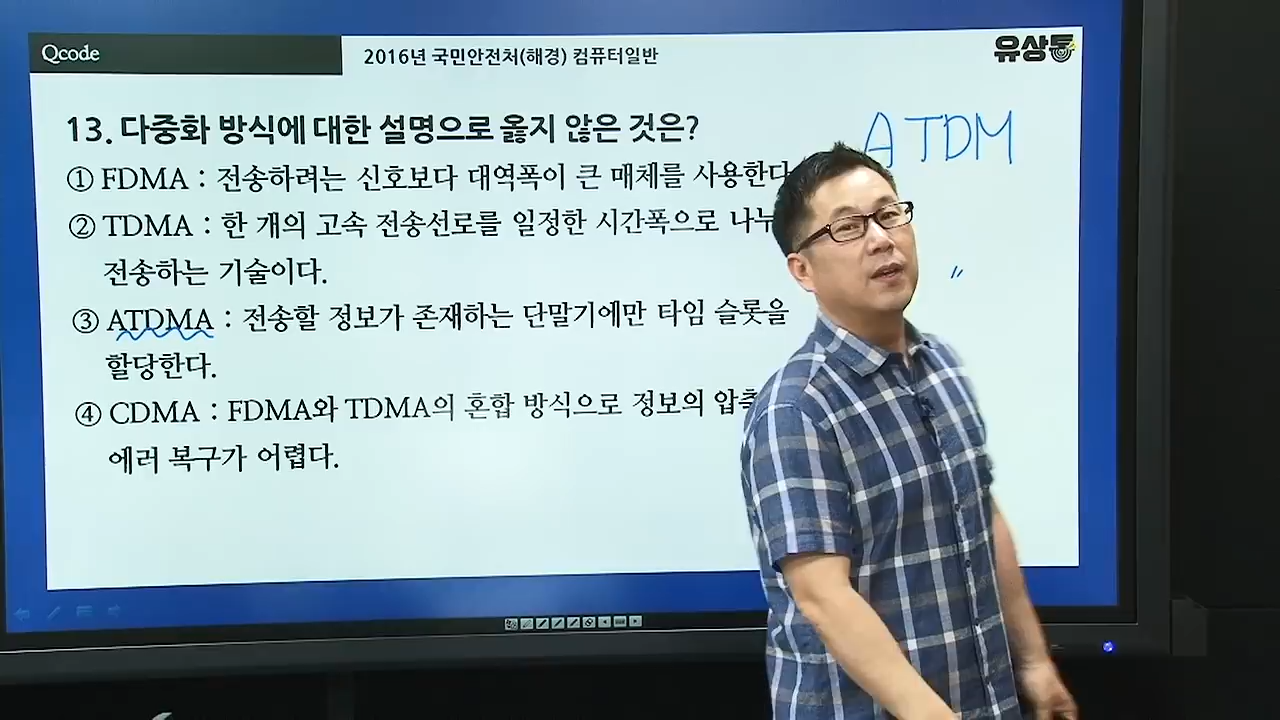 Qcode
2016년 국민안전처(해경) 컴퓨터일반
유상통
ATDM
13. 다중화 방식에 대한 설명으로 옳지 않은 것은?
① FDMA : 전송하려는 신호보다 대역폭이 큰 매체를 사용한다
② TDMA : 한 개의 고속 전송선로를 일정한 시간폭으로 나누
전송하는 기술이다.
③ ATDMA : 전송할 정보가 존재하는 단말기에만 타임 슬롯을
할당한다.
④ CDMA : FDMA와 TDMA의 혼합 방식으로 정보의 압축
에러 복구가 어렵다.